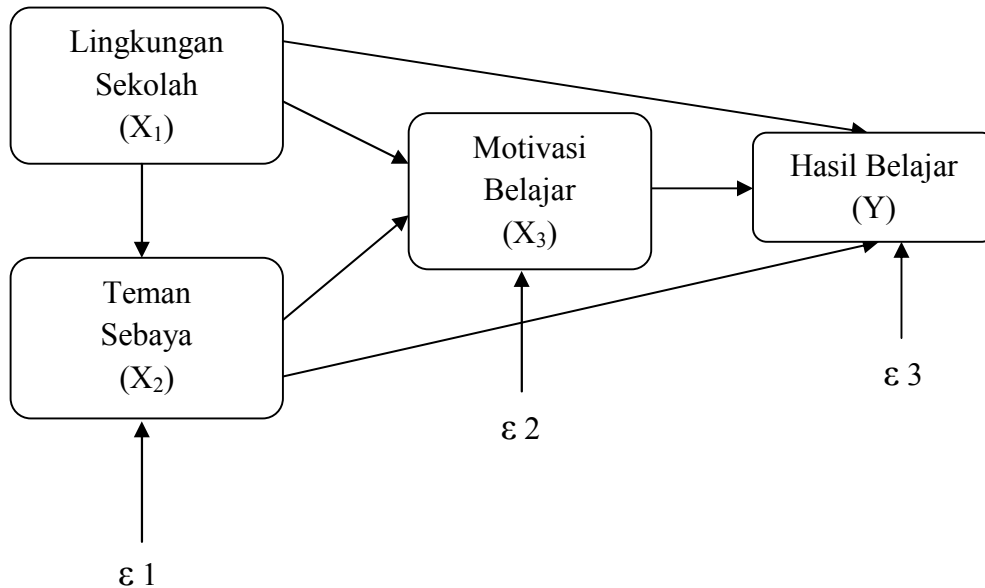 Lingkungan
Sekolah
(X₁)
Motivasi
Belajar
(X₃)
Hasil Belajar
(Y)
Teman
Sebaya
(X₂)
ε 3
ε 2
ε 1